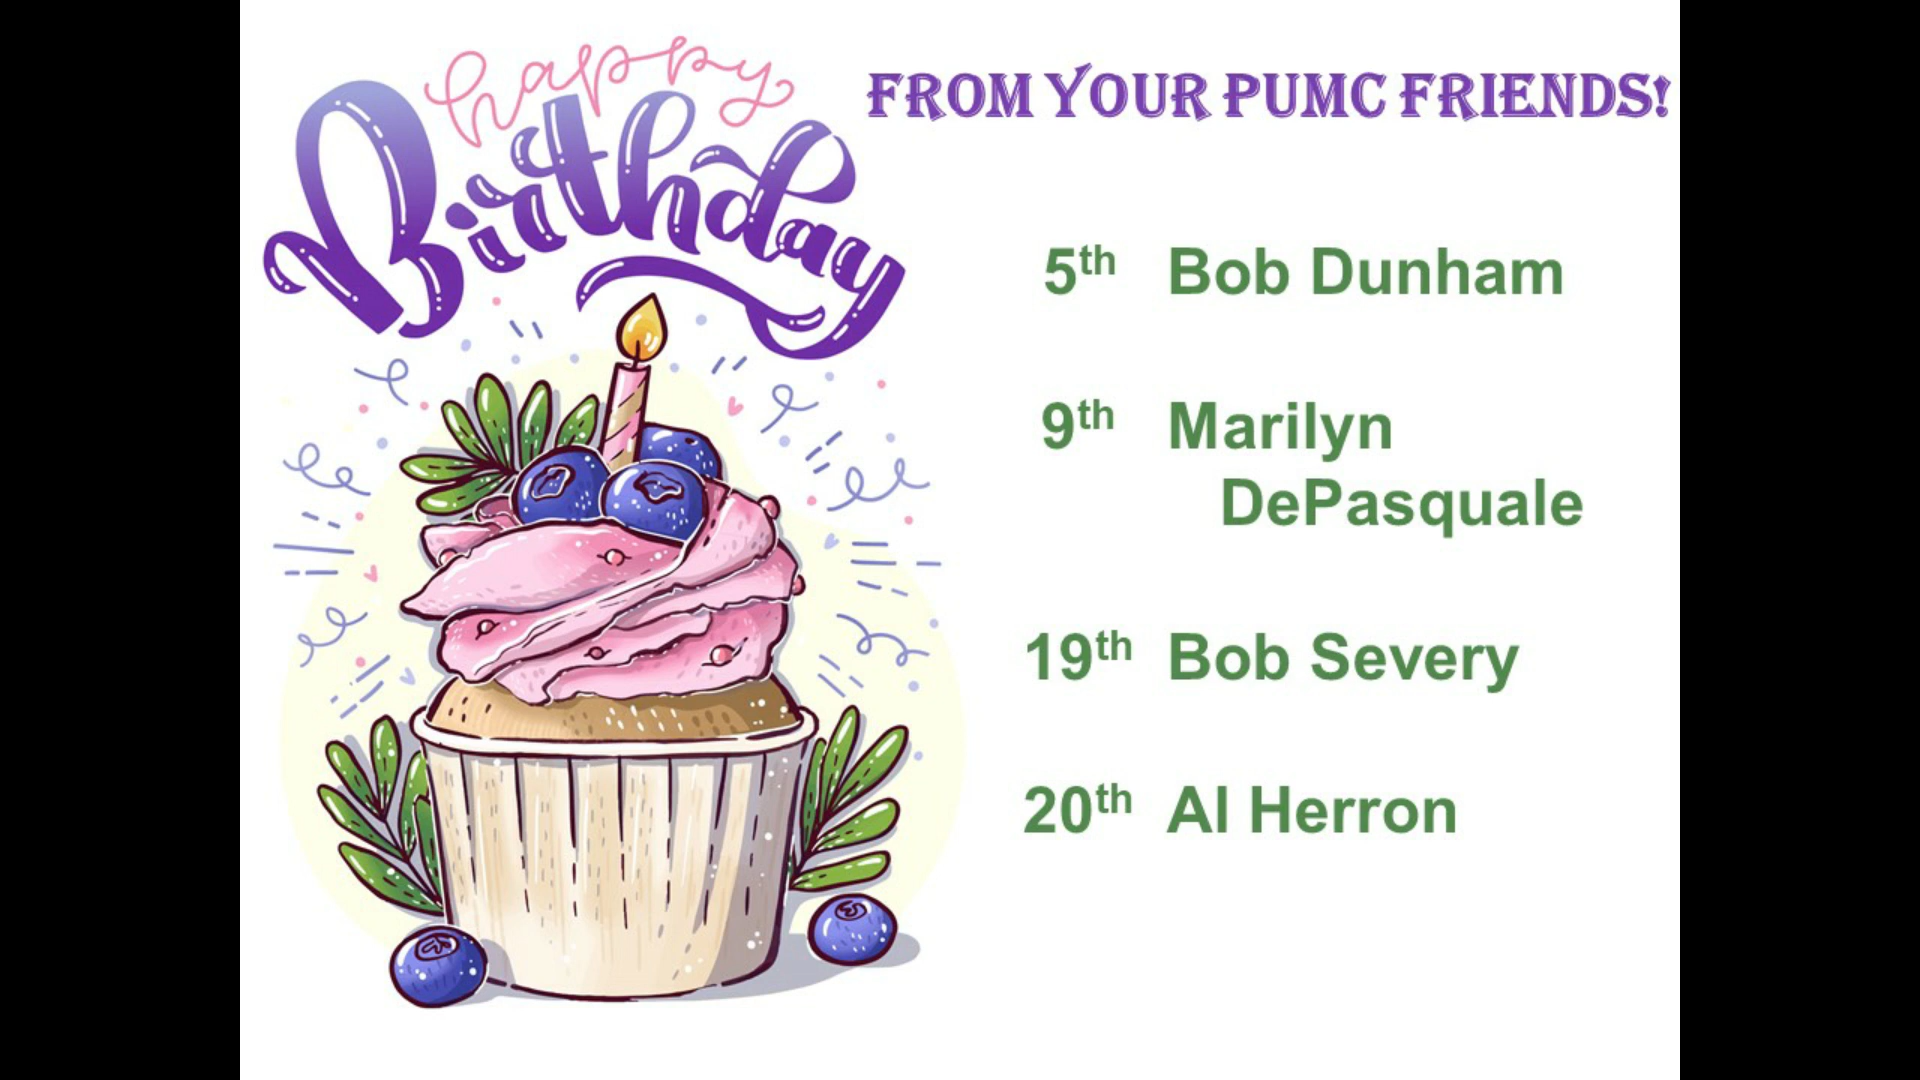 happy
Birthday
FROM YOUR PUMC FRIENDS!
5th Bob Dunham
9th Marilyn
DePasquale
19th Bob Severy
20th Al Herron